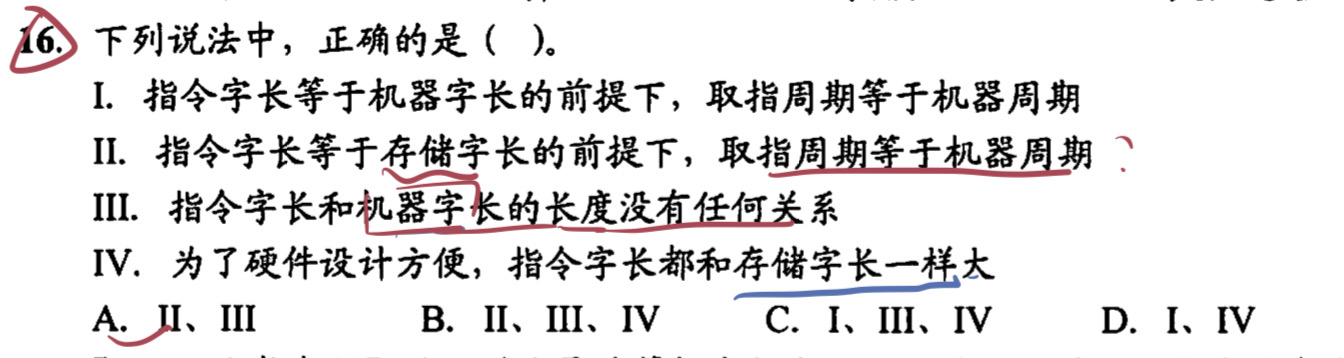 16. 下列说法中，正确的是（ ）。
I. 指令字长等于机器字长的前提下，取指周期等于机器周期
II. 指令字长等于存储字长的前提下，取指周期等于机器周期 ?
III. 指令字长和机器字长的长度没有任何关系
IV. 为了硬件设计方便，指令字长都和存储字长一样大
A. II、III B. II、III、IV C. I、III、IV D. I、IV